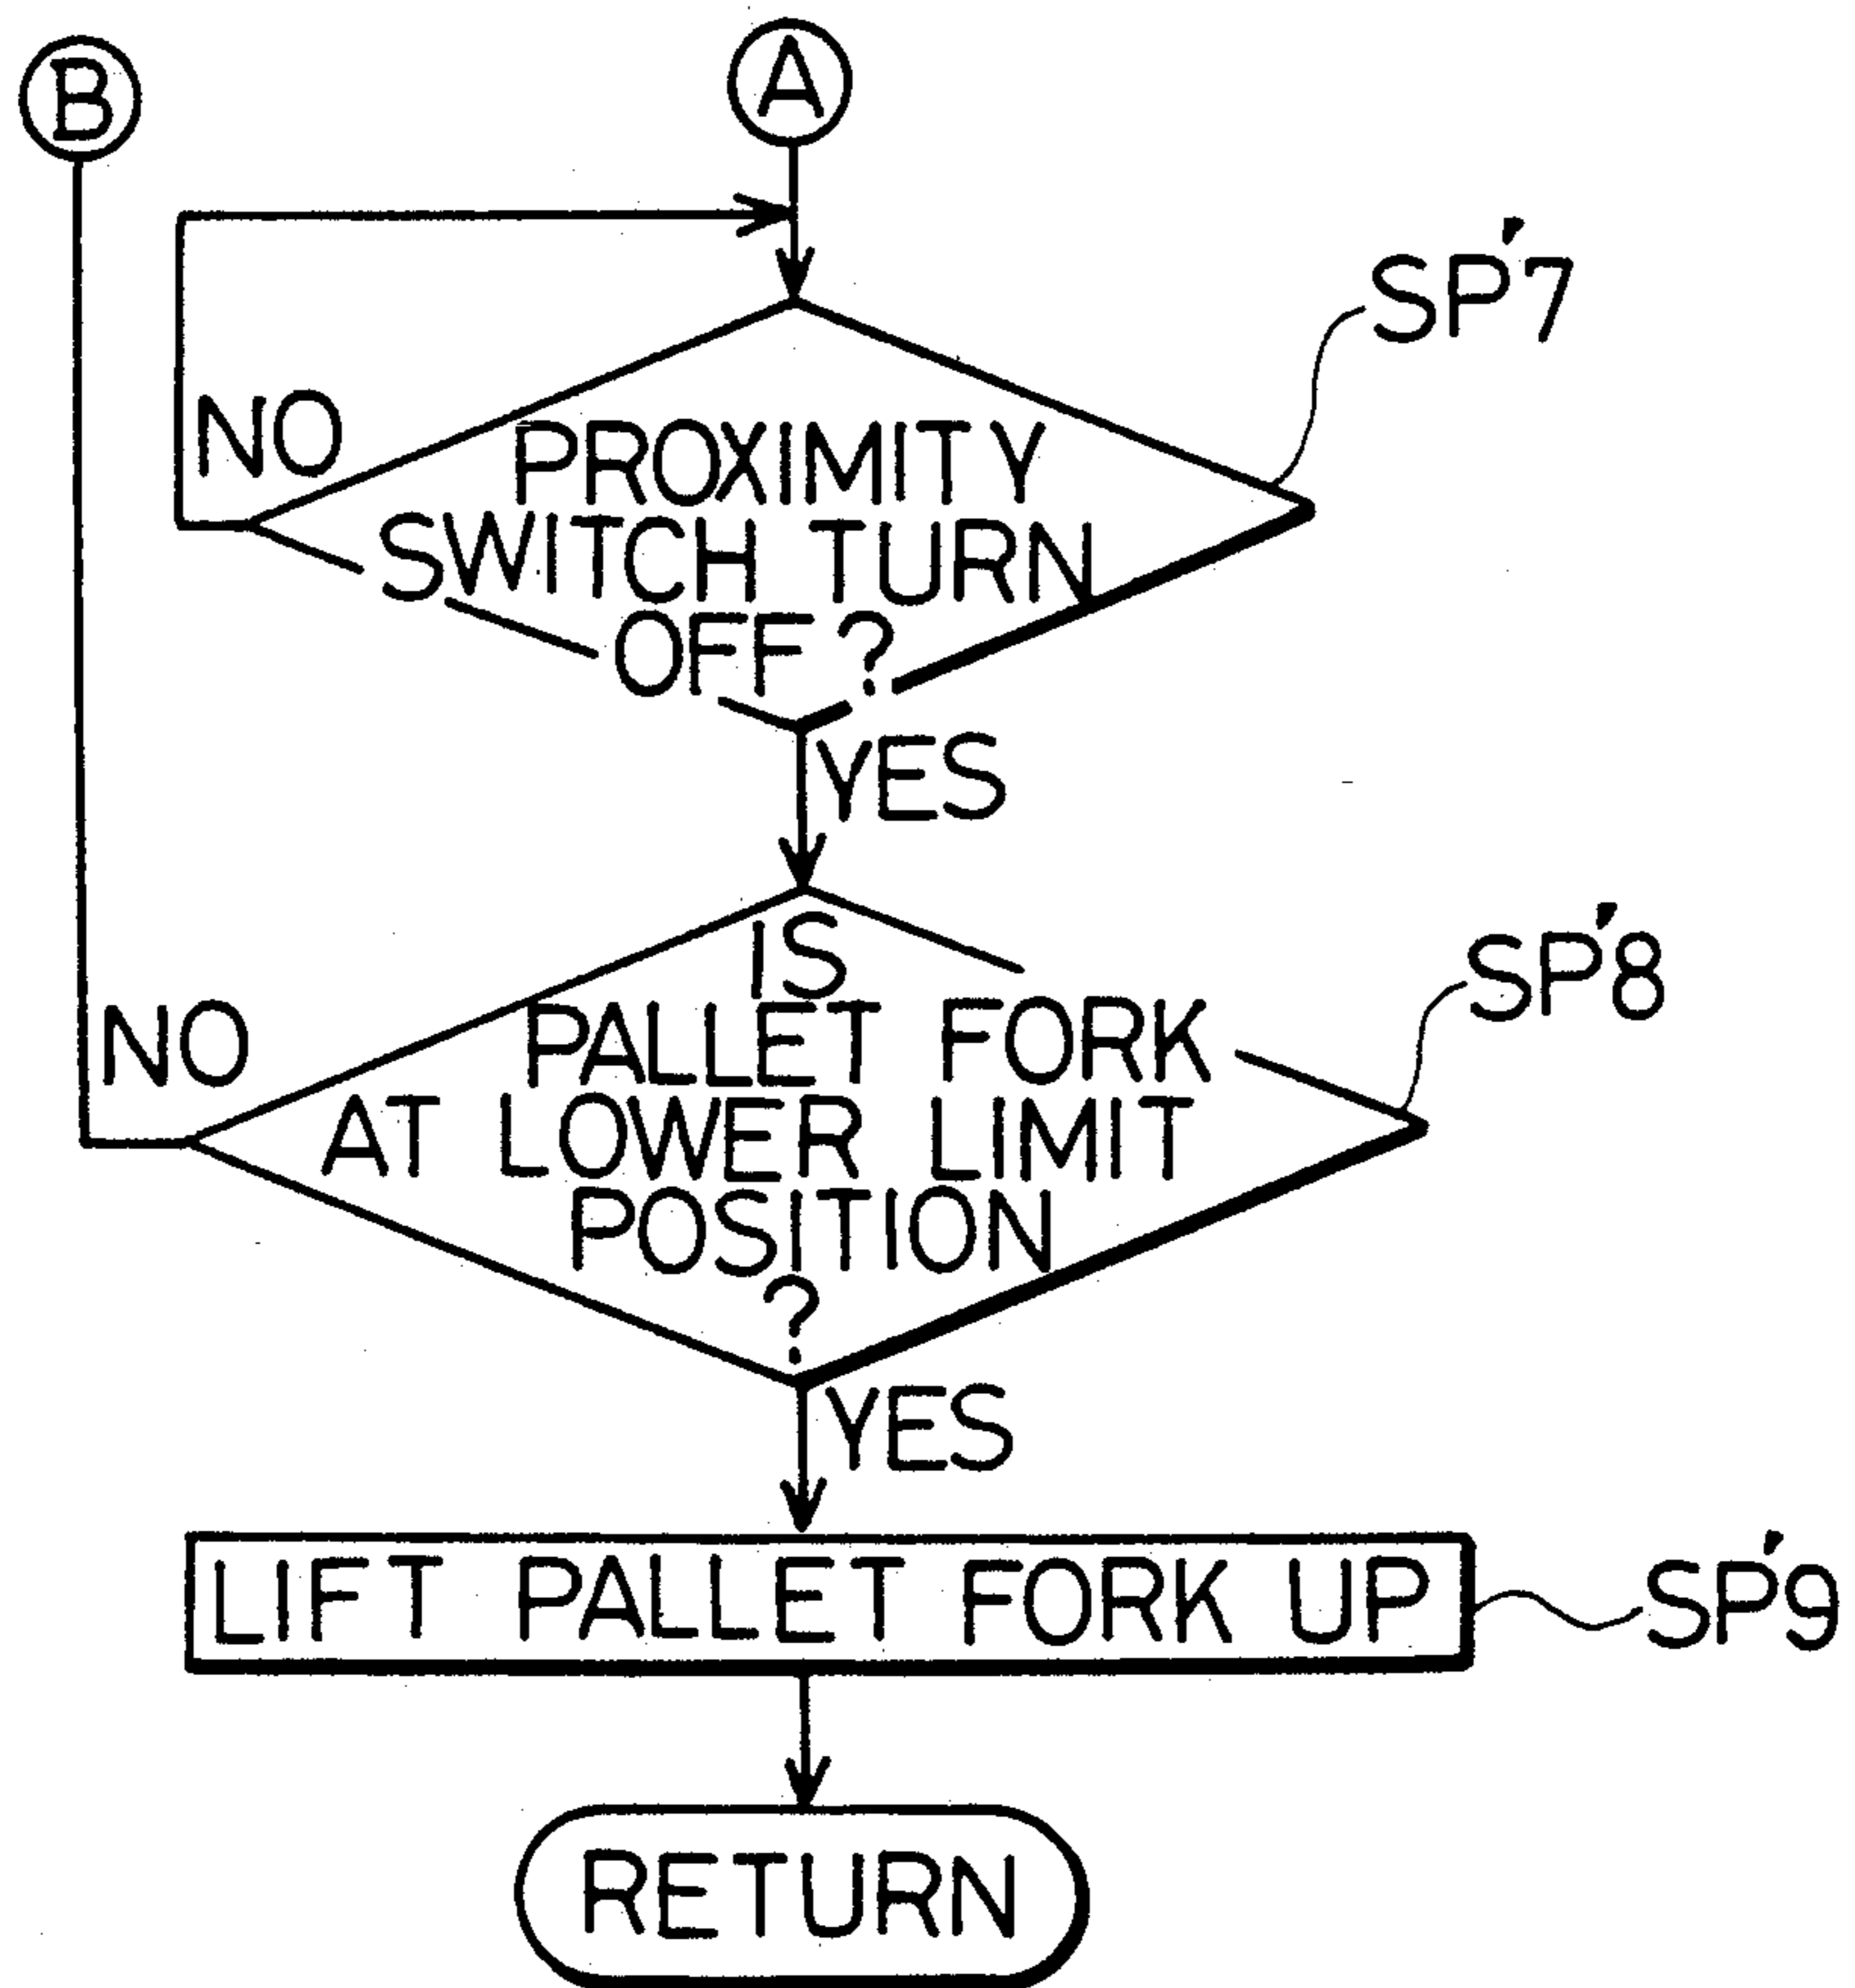 B
A
SP'7
NO
PROXIMITY
SWITCH TURN
OFF?
YES
IS
PALLET FORK
AT LOWER LIMIT
POSITION
?
SP'8
NO
YES
LIFT PALLET FORK UP
SP'9
RETURN